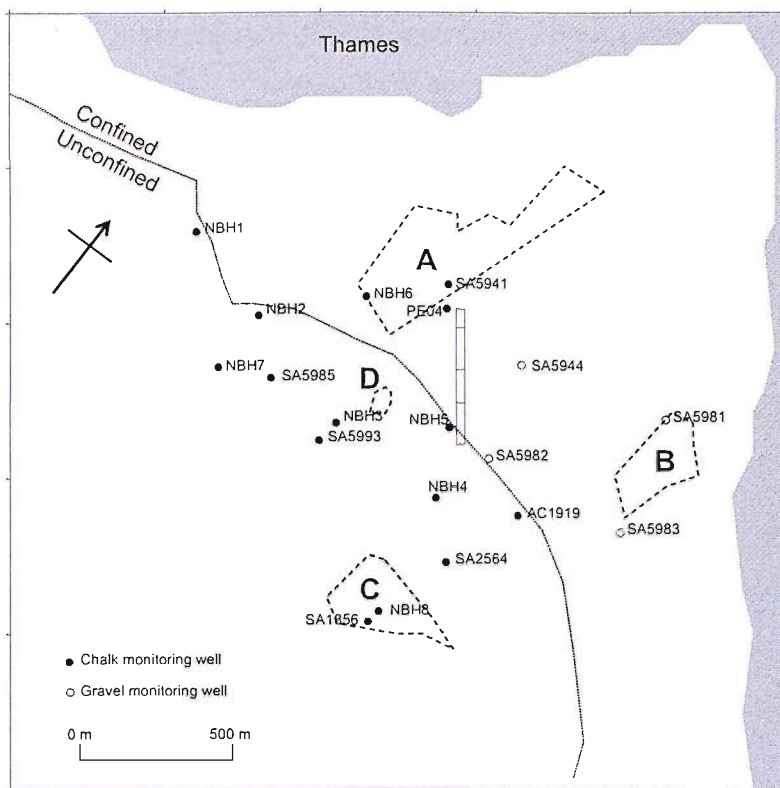 Thames
Confined
Unconfined
NBH1
A
SA5941
NBH6
PE04
NBH2
SA5944
NBH7
SA5985
D
NBH3
NBH5
SA5981
SA5993
SA5982
B
NBH4
AC1919
SA5983
SA2564
C
NBH8
SA1656
Chalk monitoring well
Gravel monitoring well
0 m
500 m